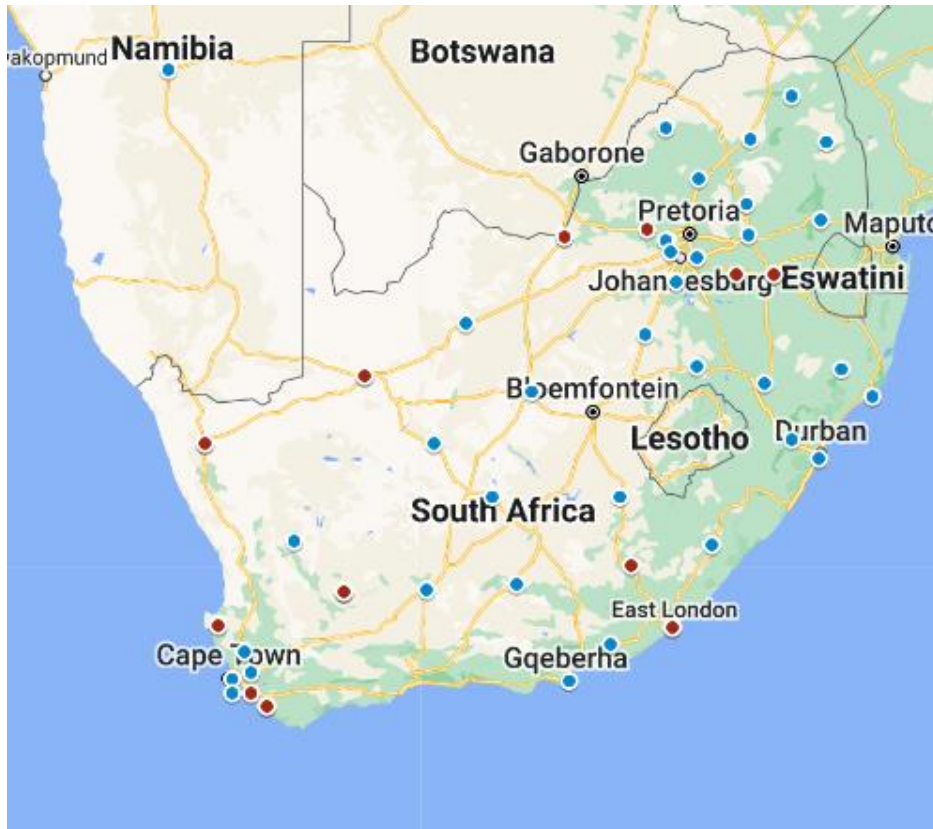 Namibia
Botswana
akopmund
Gaborone
Pretoria
Maputo
Johannesburg
Eswatini
Bloemfontein
Lesotho
Durban
South Africa
East London
Cape Town
Gqeberha